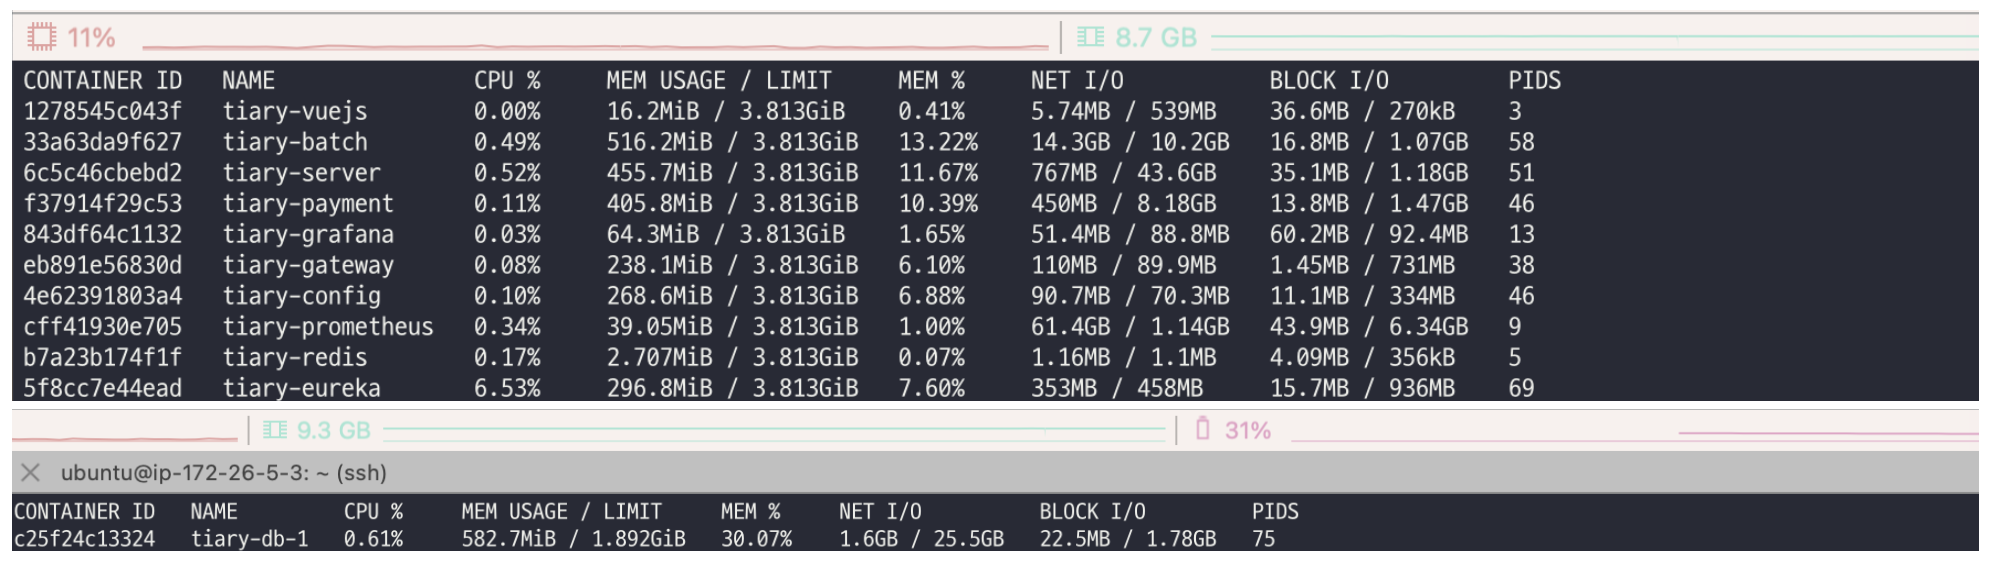 11% 8.7 GB
CONTAINER ID NAME CPU % MEM USAGE / LIMIT MEM % NET I/O BLOCK I/O PIDS
1278545c043f tiary-vuejs 0.00% 16.2MiB / 3.813GiB 0.41% 5.74MB / 539MB 36.6MB / 270kB 3
33a63da9f627 tiary-batch 0.49% 516.2MiB / 3.813GiB 13.22% 14.3GB / 10.2GB 16.8MB / 1.07GB 58
6c5c46cbebd2 tiary-server 0.52% 455.7MiB / 3.813GiB 11.67% 767MB / 43.6GB 35.1MB / 1.18GB 51
f37914f29c53 tiary-payment 0.11% 405.8MiB / 3.813GiB 10.39% 450MB / 8.18GB 13.8MB / 1.47GB 46
843df64c1132 tiary-grafana 0.03% 64.3MiB / 3.813GiB 1.65% 51.4MB / 88.8MB 60.2MB / 92.4MB 13
eb891e56830d tiary-gateway 0.08% 238.1MiB / 3.813GiB 6.10% 110MB / 89.9MB 1.45MB / 731MB 38
4e62391803a4 tiary-config 0.10% 268.6MiB / 3.813GiB 6.88% 90.7MB / 70.3MB 11.1MB / 334MB 46
cff41930e705 tiary-prometheus 0.34% 39.05MiB / 3.813GiB 1.00% 61.4GB / 1.14GB 43.9MB / 6.34GB 9
b7a23b174f1f tiary-redis 0.17% 2.707MiB / 3.813GiB 0.07% 1.16MB / 1.1MB 4.09MB / 356kB 5
5f8cc7e44ead tiary-eureka 6.53% 296.8MiB / 3.813GiB 7.60% 353MB / 458MB 15.7MB / 936MB 69
9.3 GB 31%
ubuntu@ip-172-26-5-3: ~ (ssh)
CONTAINER ID NAME CPU % MEM USAGE / LIMIT MEM % NET I/O BLOCK I/O PIDS
c25f24c13324 tiary-db-1 0.61% 582.7MiB / 1.892GiB 30.07% 1.6GB / 25.5GB 22.5MB / 1.78GB 75